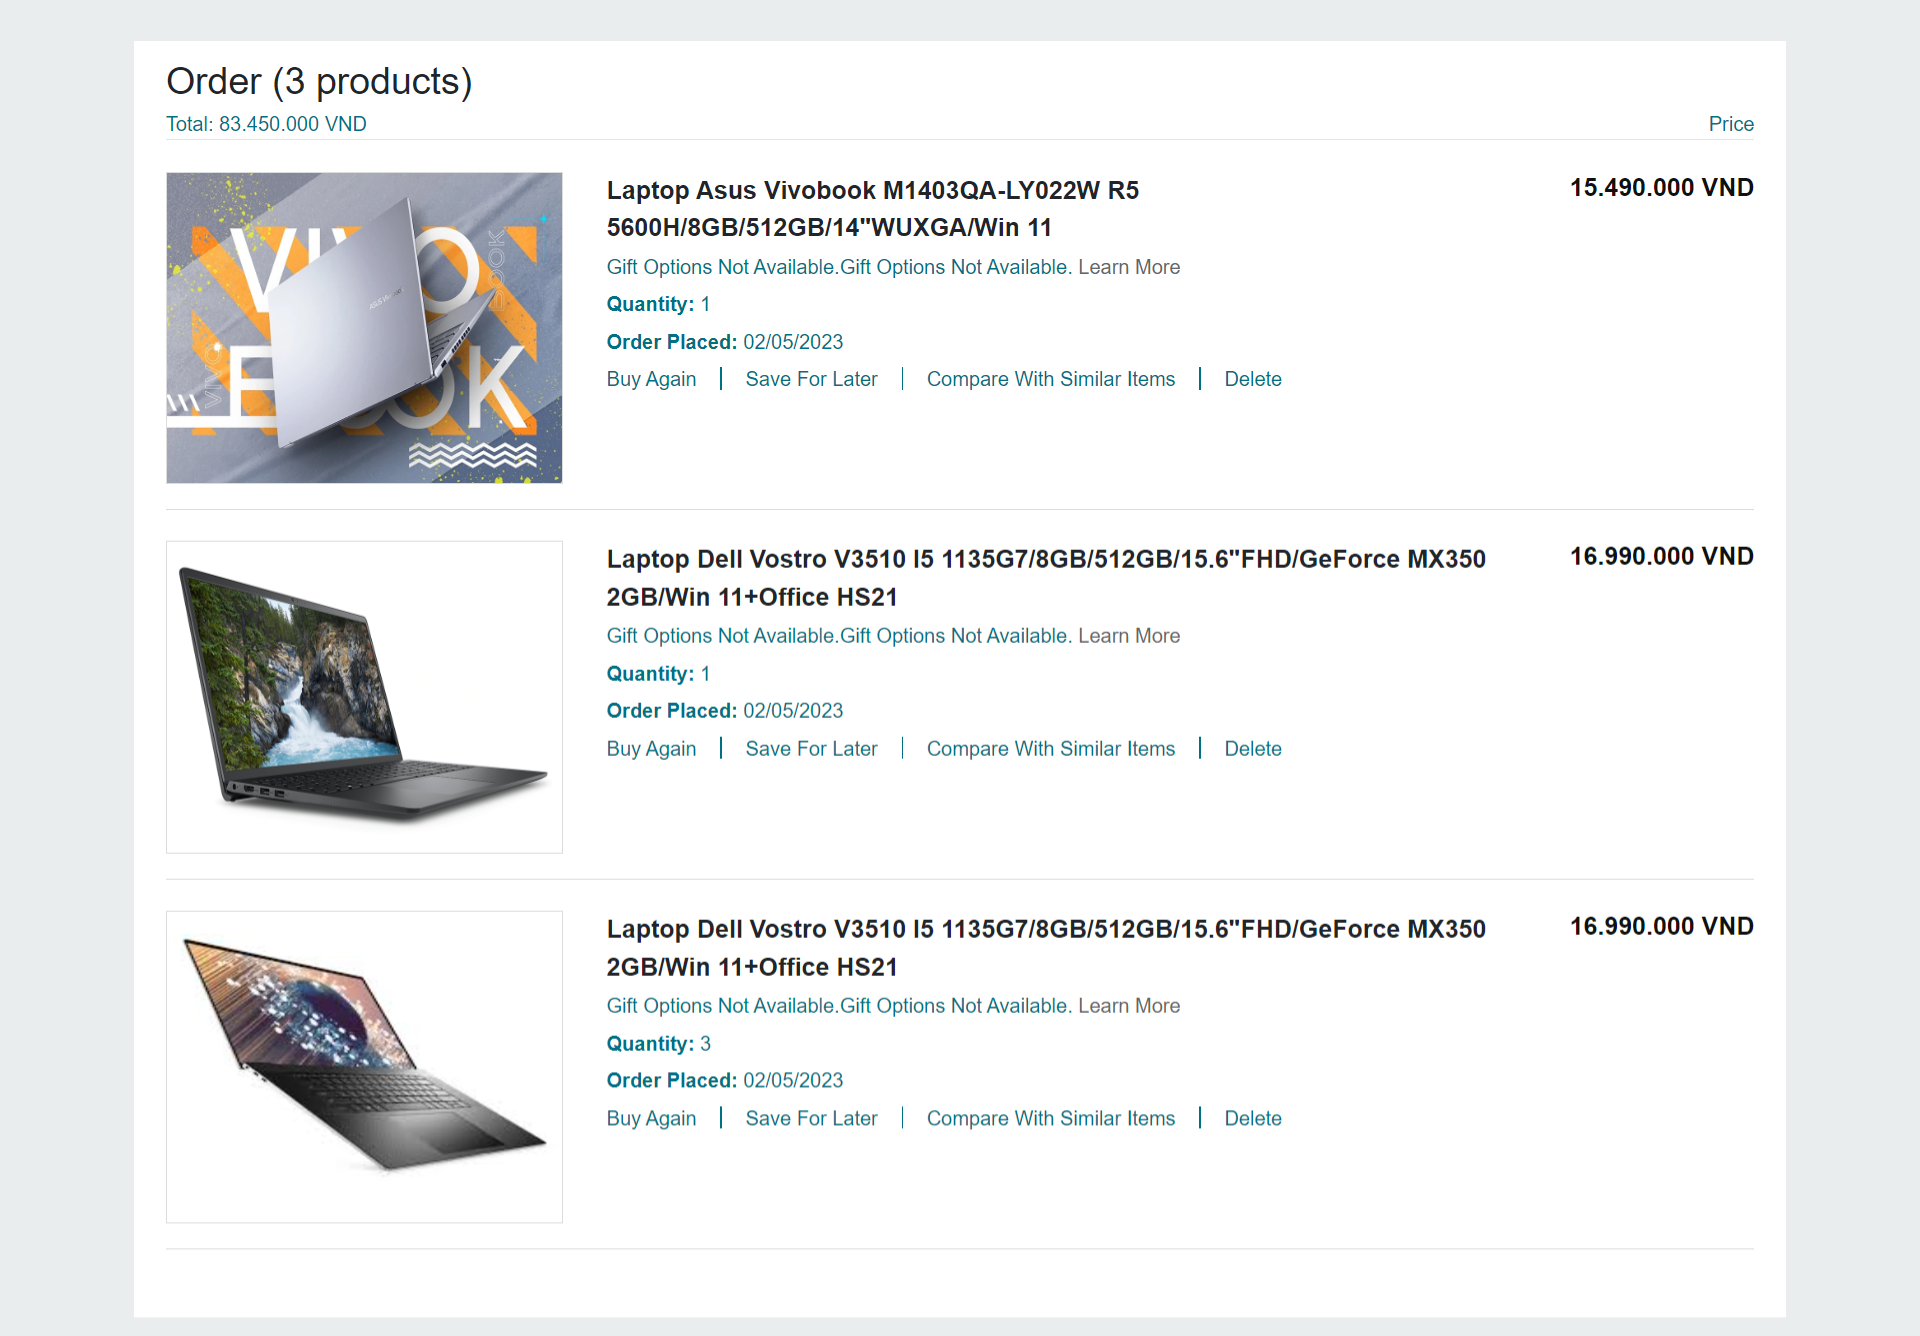 Order (3 products)
Total: 83.450.000 VND
Price
VIVO
BOOK
VIVO
ASUS Vivobook
Laptop Asus Vivobook M1403QA-LY022W R5
5600H/8GB/512GB/14"WUXGA/Win 11
15.490.000 VND
Gift Options Not Available.Gift Options Not Available. Learn More
Quantity: 1
Order Placed: 02/05/2023
Buy Again | Save For Later | Compare With Similar Items | Delete
Laptop Dell Vostro V3510 I5 1135G7/8GB/512GB/15.6"FHD/GeForce MX350
2GB/Win 11+Office HS21
16.990.000 VND
Gift Options Not Available.Gift Options Not Available. Learn More
Quantity: 1
Order Placed: 02/05/2023
Buy Again | Save For Later | Compare With Similar Items | Delete
Laptop Dell Vostro V3510 I5 1135G7/8GB/512GB/15.6"FHD/GeForce MX350
2GB/Win 11+Office HS21
16.990.000 VND
Gift Options Not Available.Gift Options Not Available. Learn More
Quantity: 3
Order Placed: 02/05/2023
Buy Again | Save For Later | Compare With Similar Items | Delete